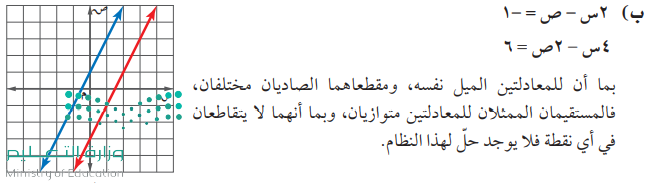 ب) ٢س – ص = –١
٤س – ٢ص = ٦
بما أن للمعادلتين الميل نفسه، ومقطعاهما الصاديان مختلفان،
فالمستقيمان الممثلان للمعادلتين متوازيان، وبما أنهما لا يتقاطعان
في أي نقطة فلا يوجد حلّ لهذا النظام.
ص
م
س
وزارة التعليم
Ministry of Education